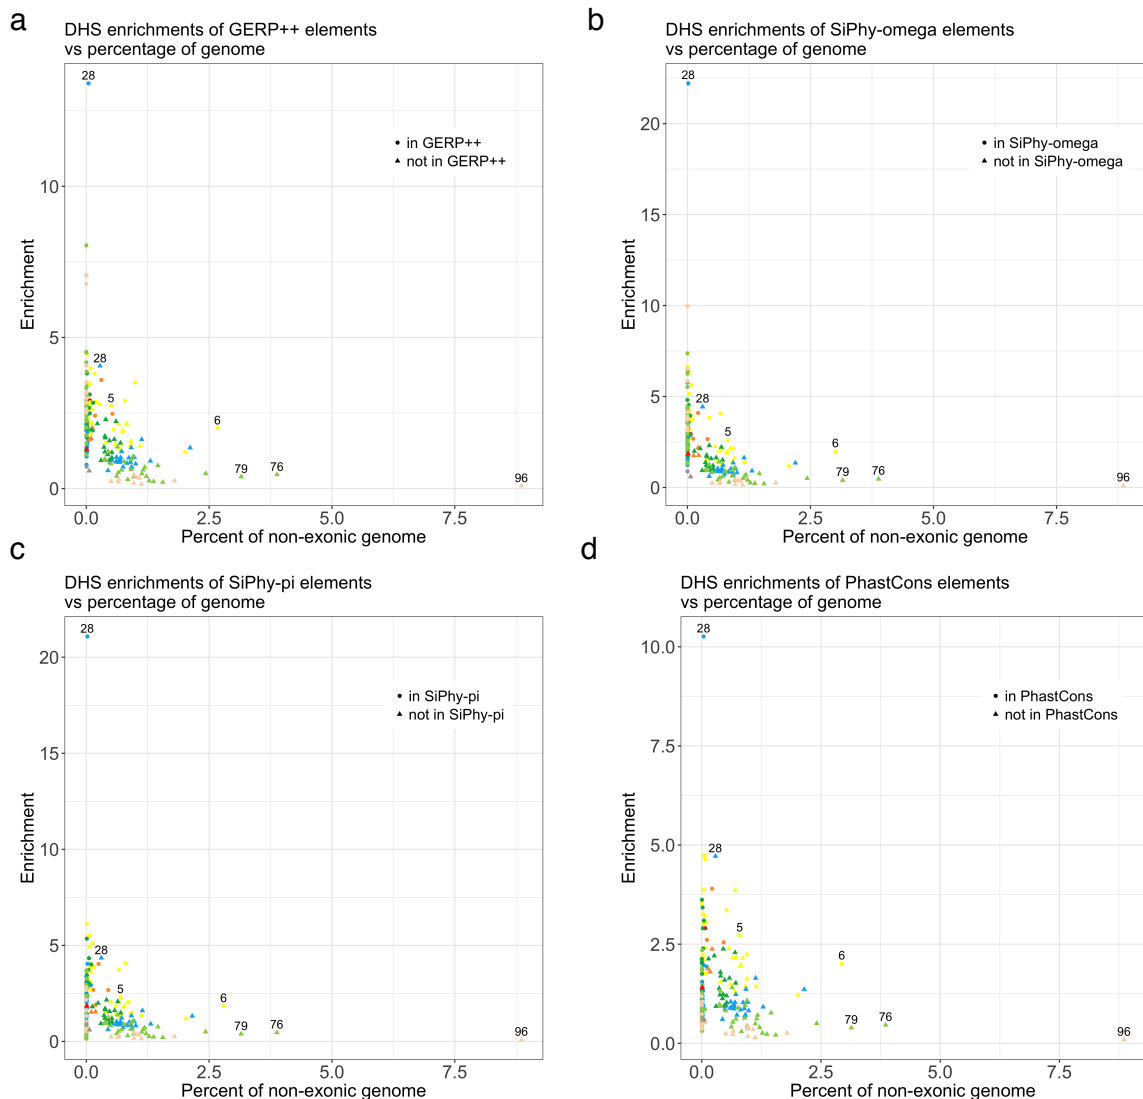 a
DHS enrichments of GERP++ elements
vs percentage of genome
28
in GERP++
not in GERP++
10
5
0
28
5
6
79
76
96
0.0
2.5
5.0
7.5
Enrichment
Percent of non-exonic genome
b
DHS enrichments of SiPhy-omega elements
vs percentage of genome
28
in SiPhy-omega
not in SiPhy-omega
20
15
10
5
0
28
5
6
79
76
96
0.0
2.5
5.0
7.5
Enrichment
Percent of non-exonic genome
c
DHS enrichments of SiPhy-pi elements
vs percentage of genome
28
in SiPhy-pi
not in SiPhy-pi
20
15
10
5
0
28
5
6
79
76
96
0.0
2.5
5.0
7.5
Enrichment
Percent of non-exonic genome
d
DHS enrichments of PhastCons elements
vs percentage of genome
28
in PhastCons
not in PhastCons
10.0
7.5
5.0
2.5
0.0
28
5
6
79
76
96
0.0
2.5
5.0
7.5
Enrichment
Percent of non-exonic genome